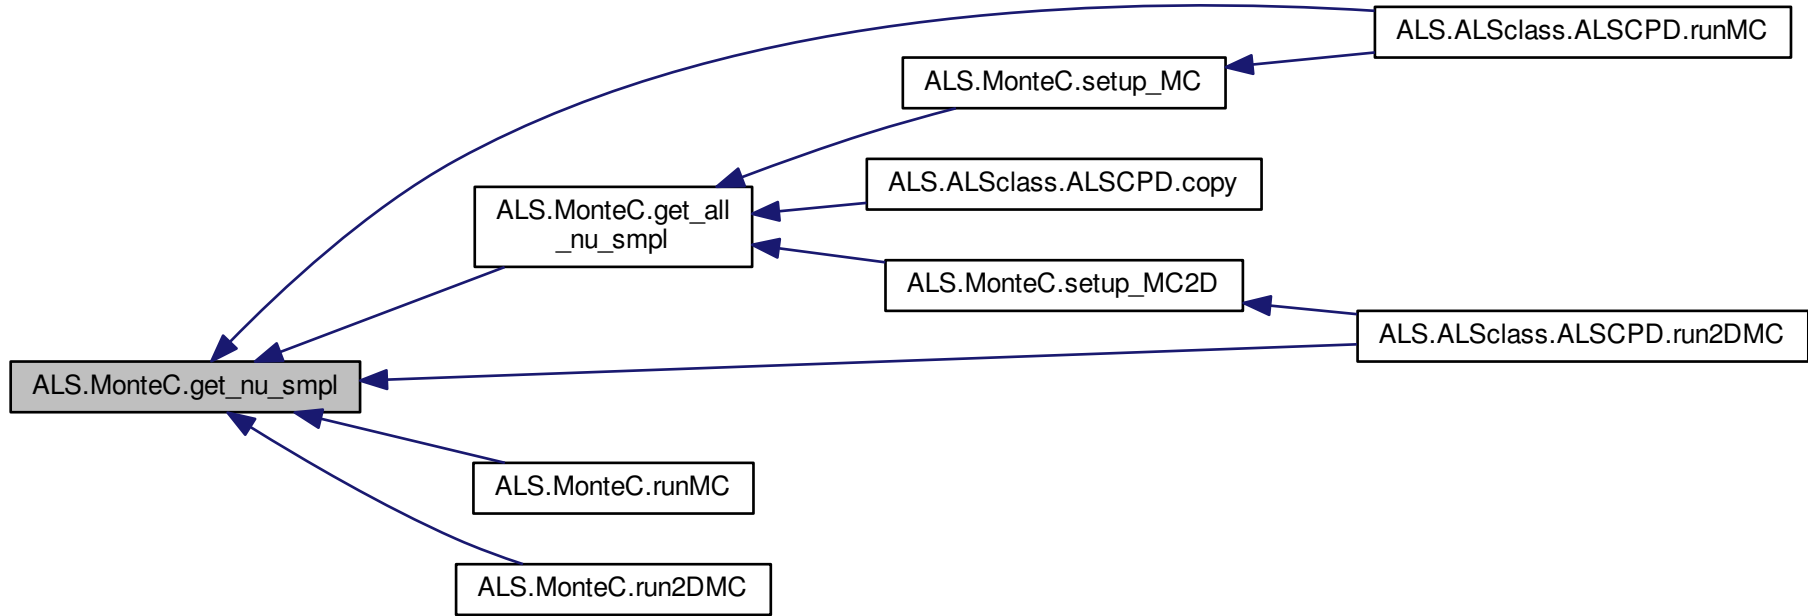 ALS.ALSclass.ALSCPD.runMC
ALS.MonteC.setup_MC
ALS.ALSclass.ALSCPD.copy
ALS.MonteC.get_all
_nu_smpl
ALS.MonteC.setup_MC2D
ALS.ALSclass.ALSCPD.run2DMC
ALS.MonteC.get_nu_smpl
ALS.MonteC.runMC
ALS.MonteC.run2DMC